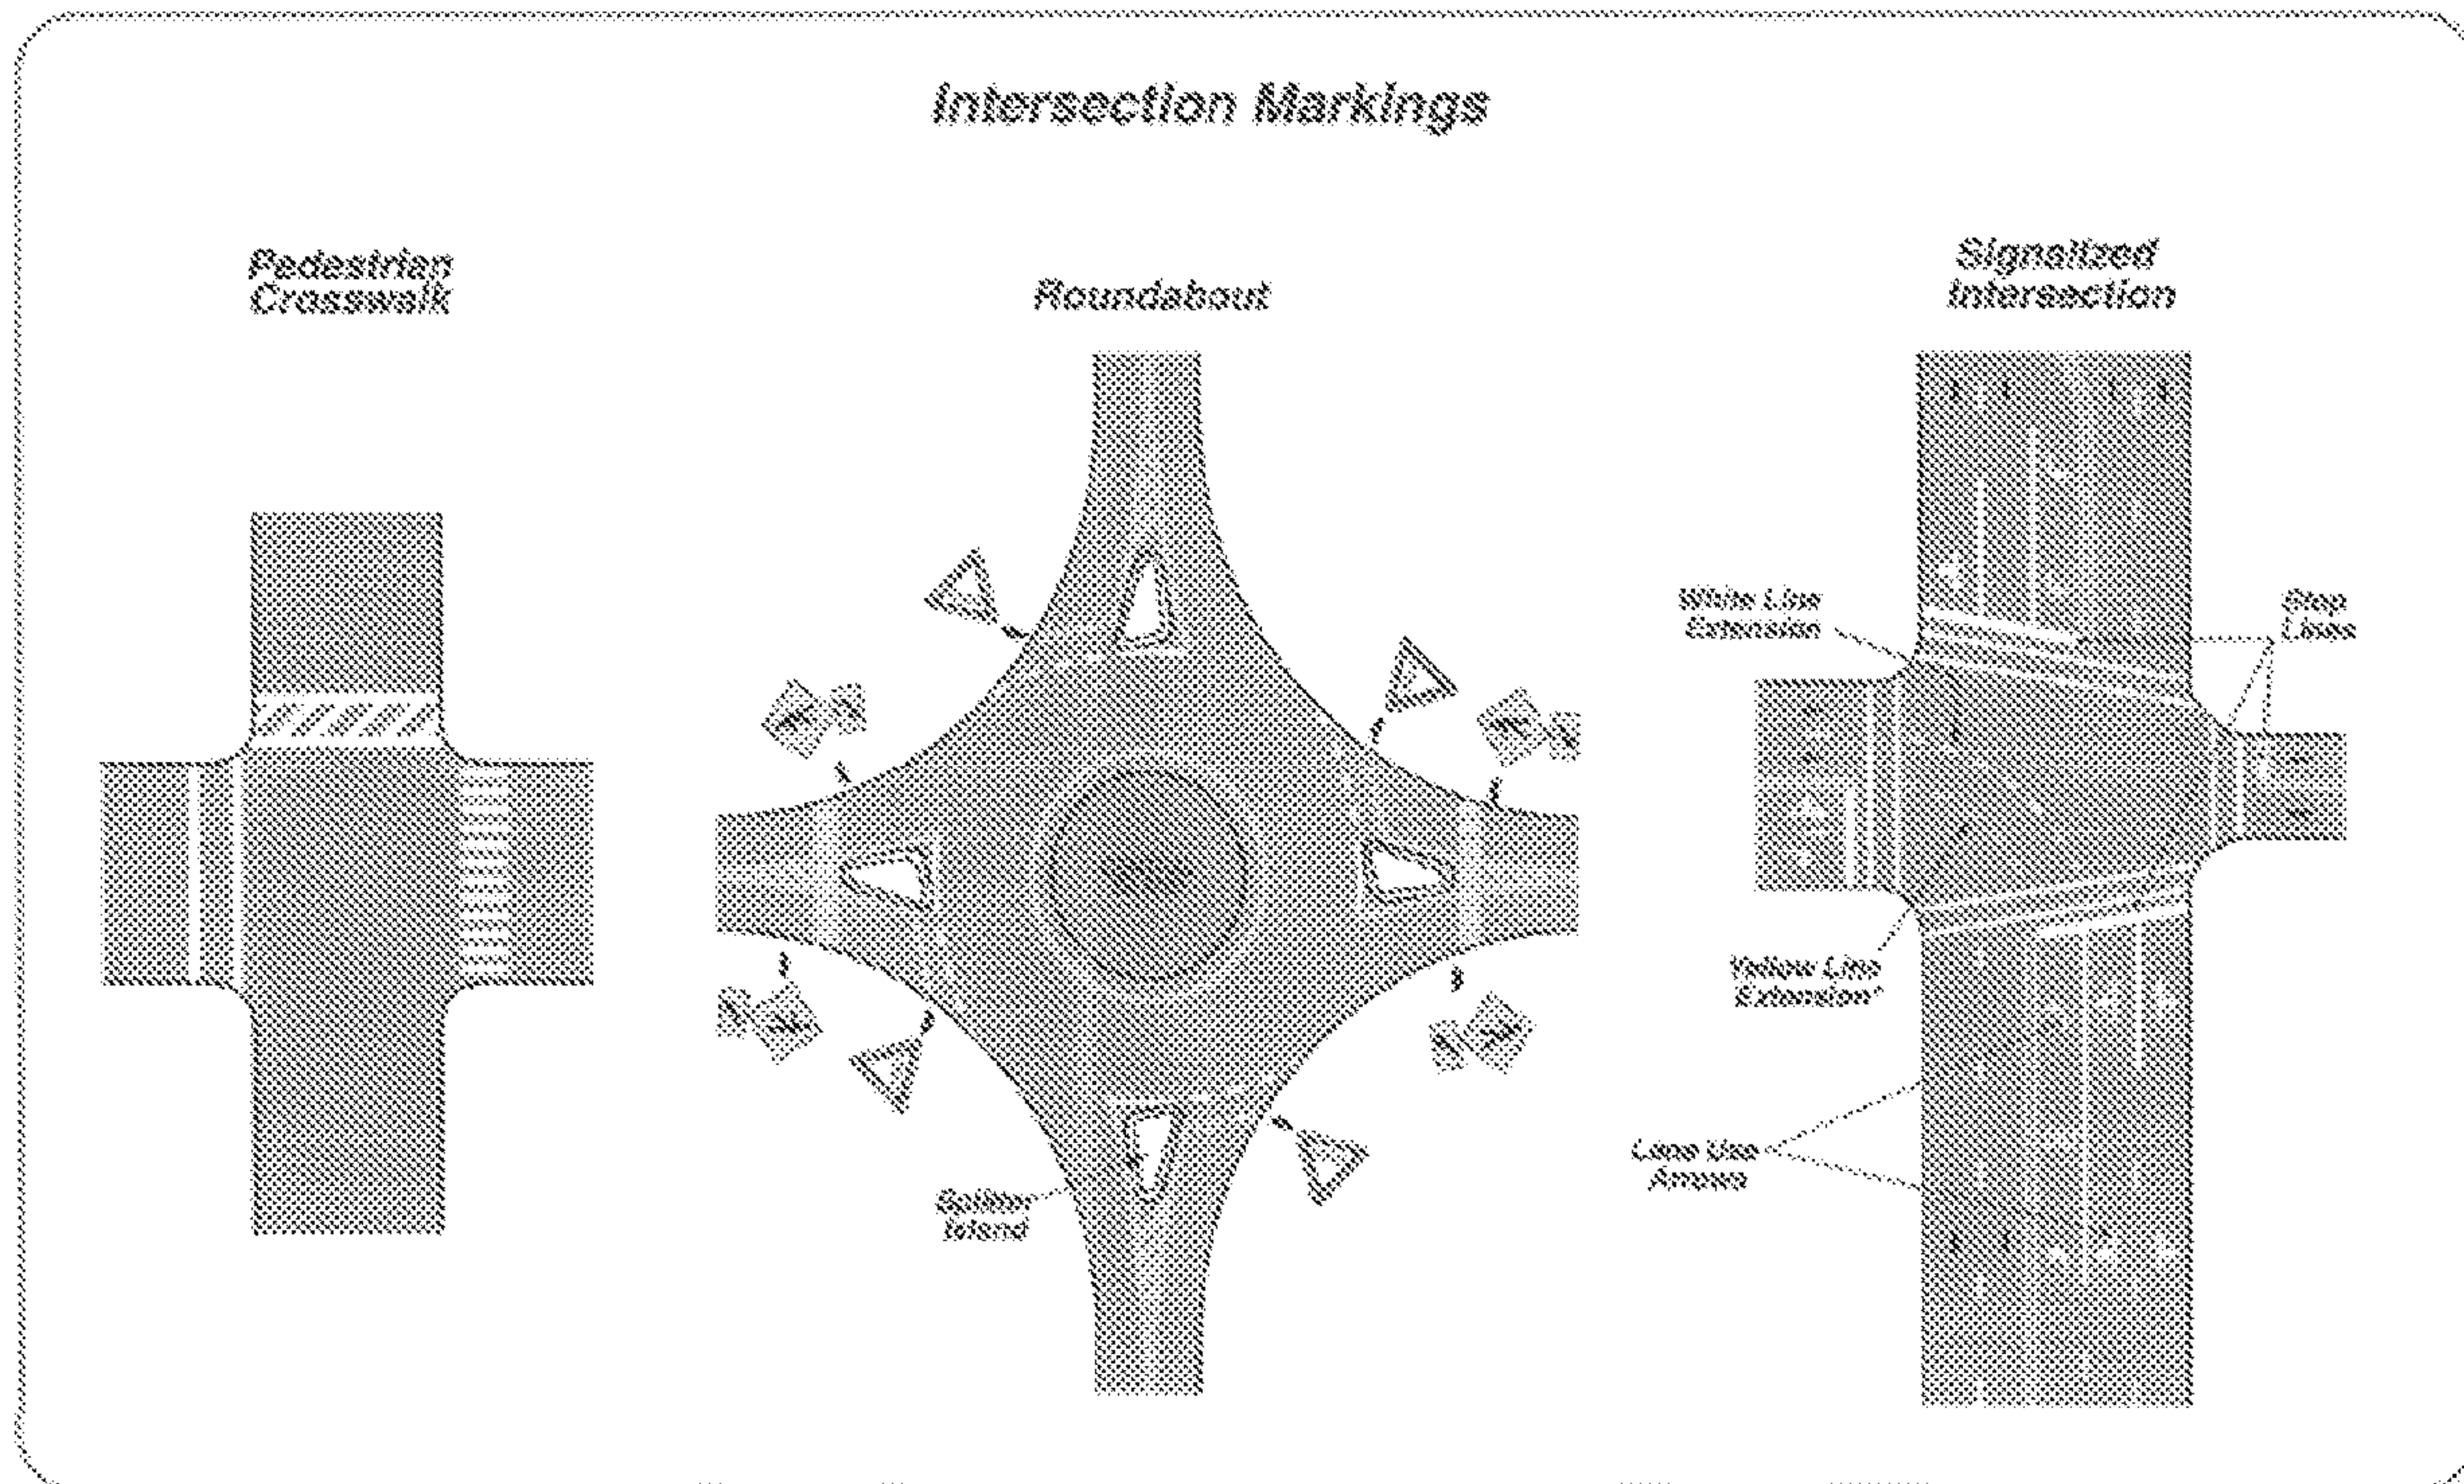 Intersection Markings
Pedestrian
Crosswalk
Roundabout
Signalized
Intersection
White Line
Extension
Stop
Lines
Yellow Line
Extension
Lane Use
Arrows
Splitter
Island